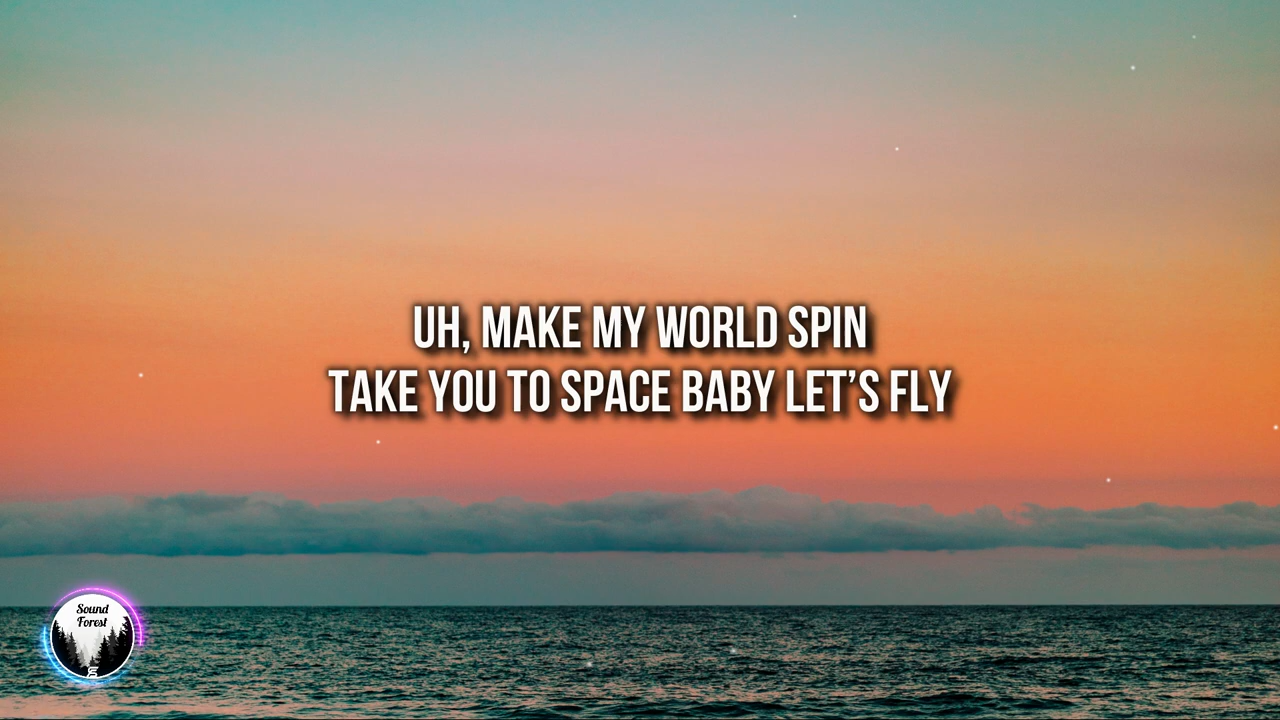 UH, MAKE MY WORLD SPIN
TAKE YOU TO SPACE BABY LET’S FLY
Sound
Forest